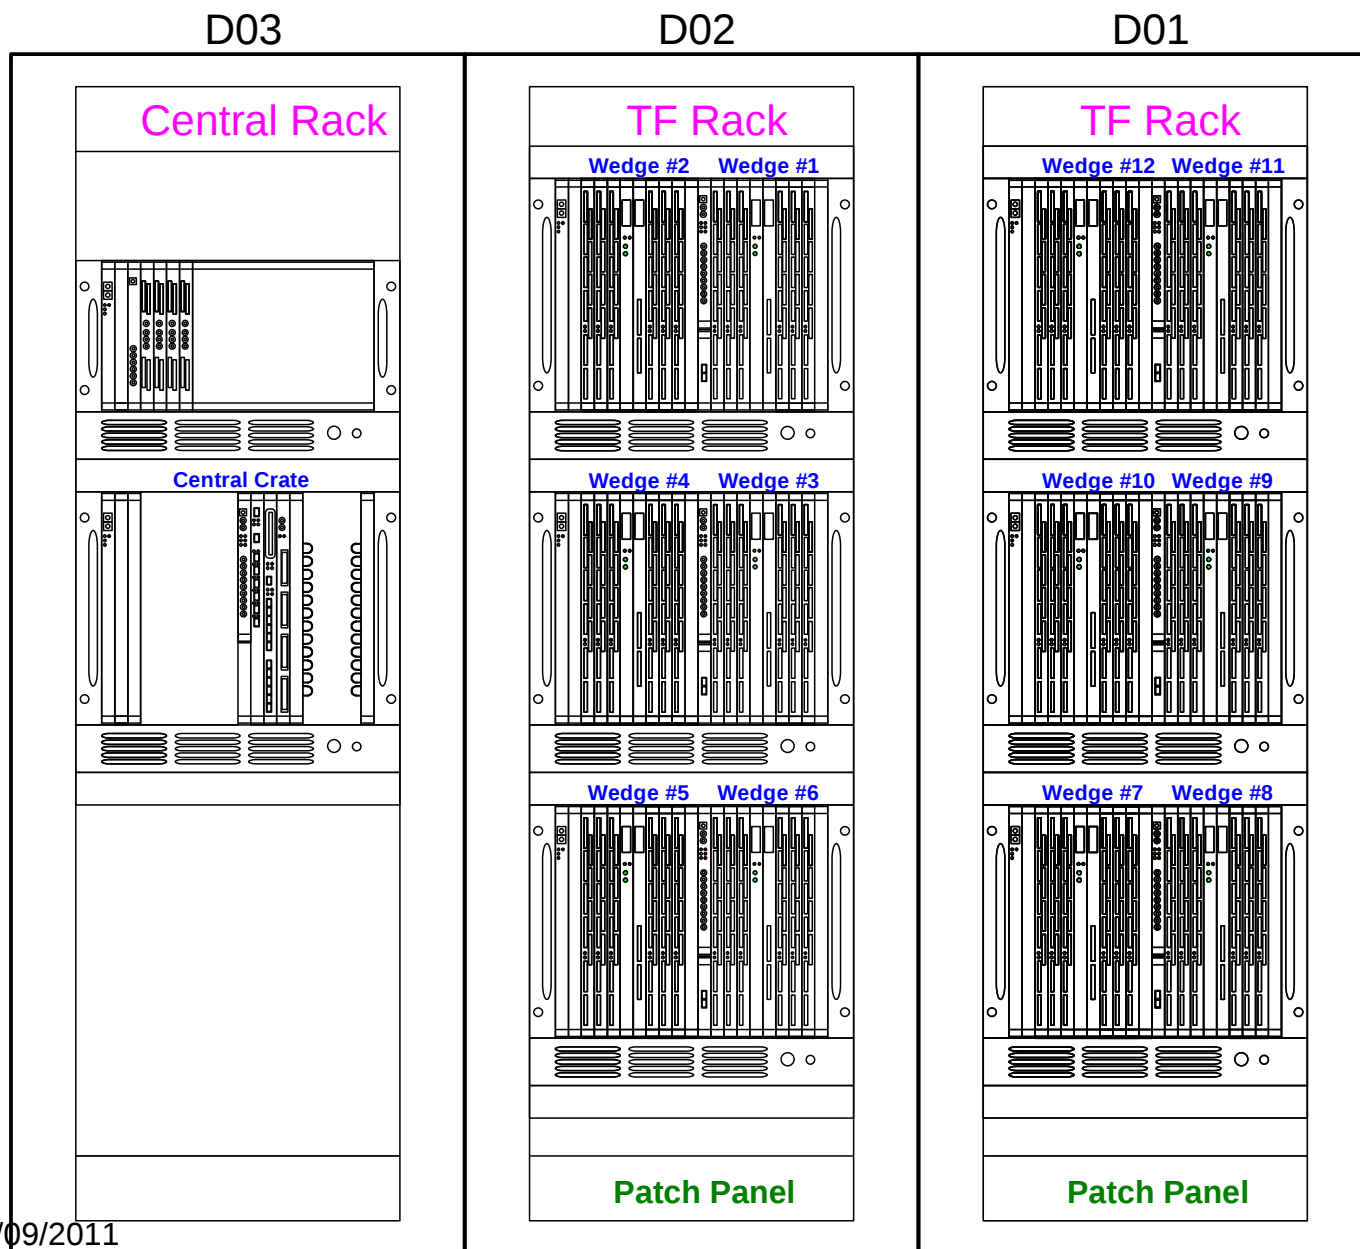 D03 D02 D01
Central Rack TF Rack TF Rack
Wedge #2 Wedge #1 Wedge #12 Wedge #11
Central Crate Wedge #4 Wedge #3 Wedge #10 Wedge #9
Wedge #5 Wedge #6 Wedge #7 Wedge #8
Patch Panel Patch Panel
/09/2011